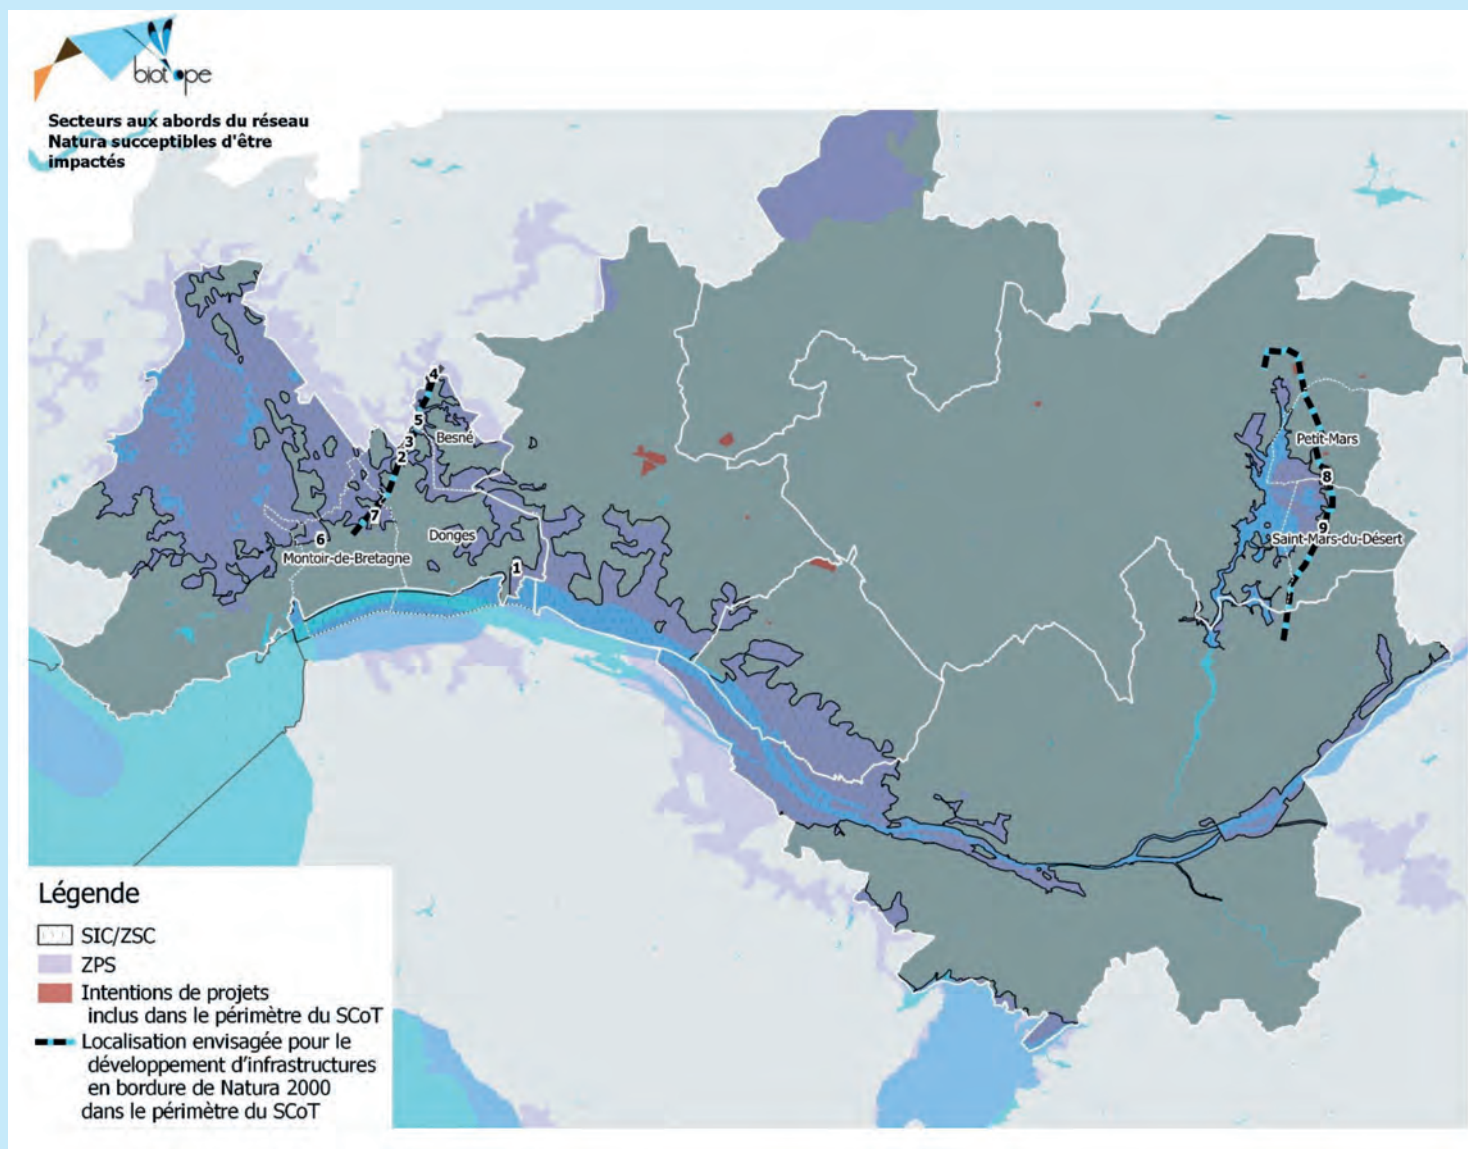 biotope
Secteurs aux abords du réseau
Natura succeptibles d'être
impactés
4
5
3
Besné
2
7
6
Donges
Montoir-de-Bretagne
1
Petit-Mars
8
9
Saint-Mars-du-Désert
Légende
SIC/ZSC
ZPS
Intentions de projets
inclus dans le périmètre du SCoT
Localisation envisagée pour le
développement d'infrastructures
en bordure de Natura 2000
dans le périmètre du SCoT